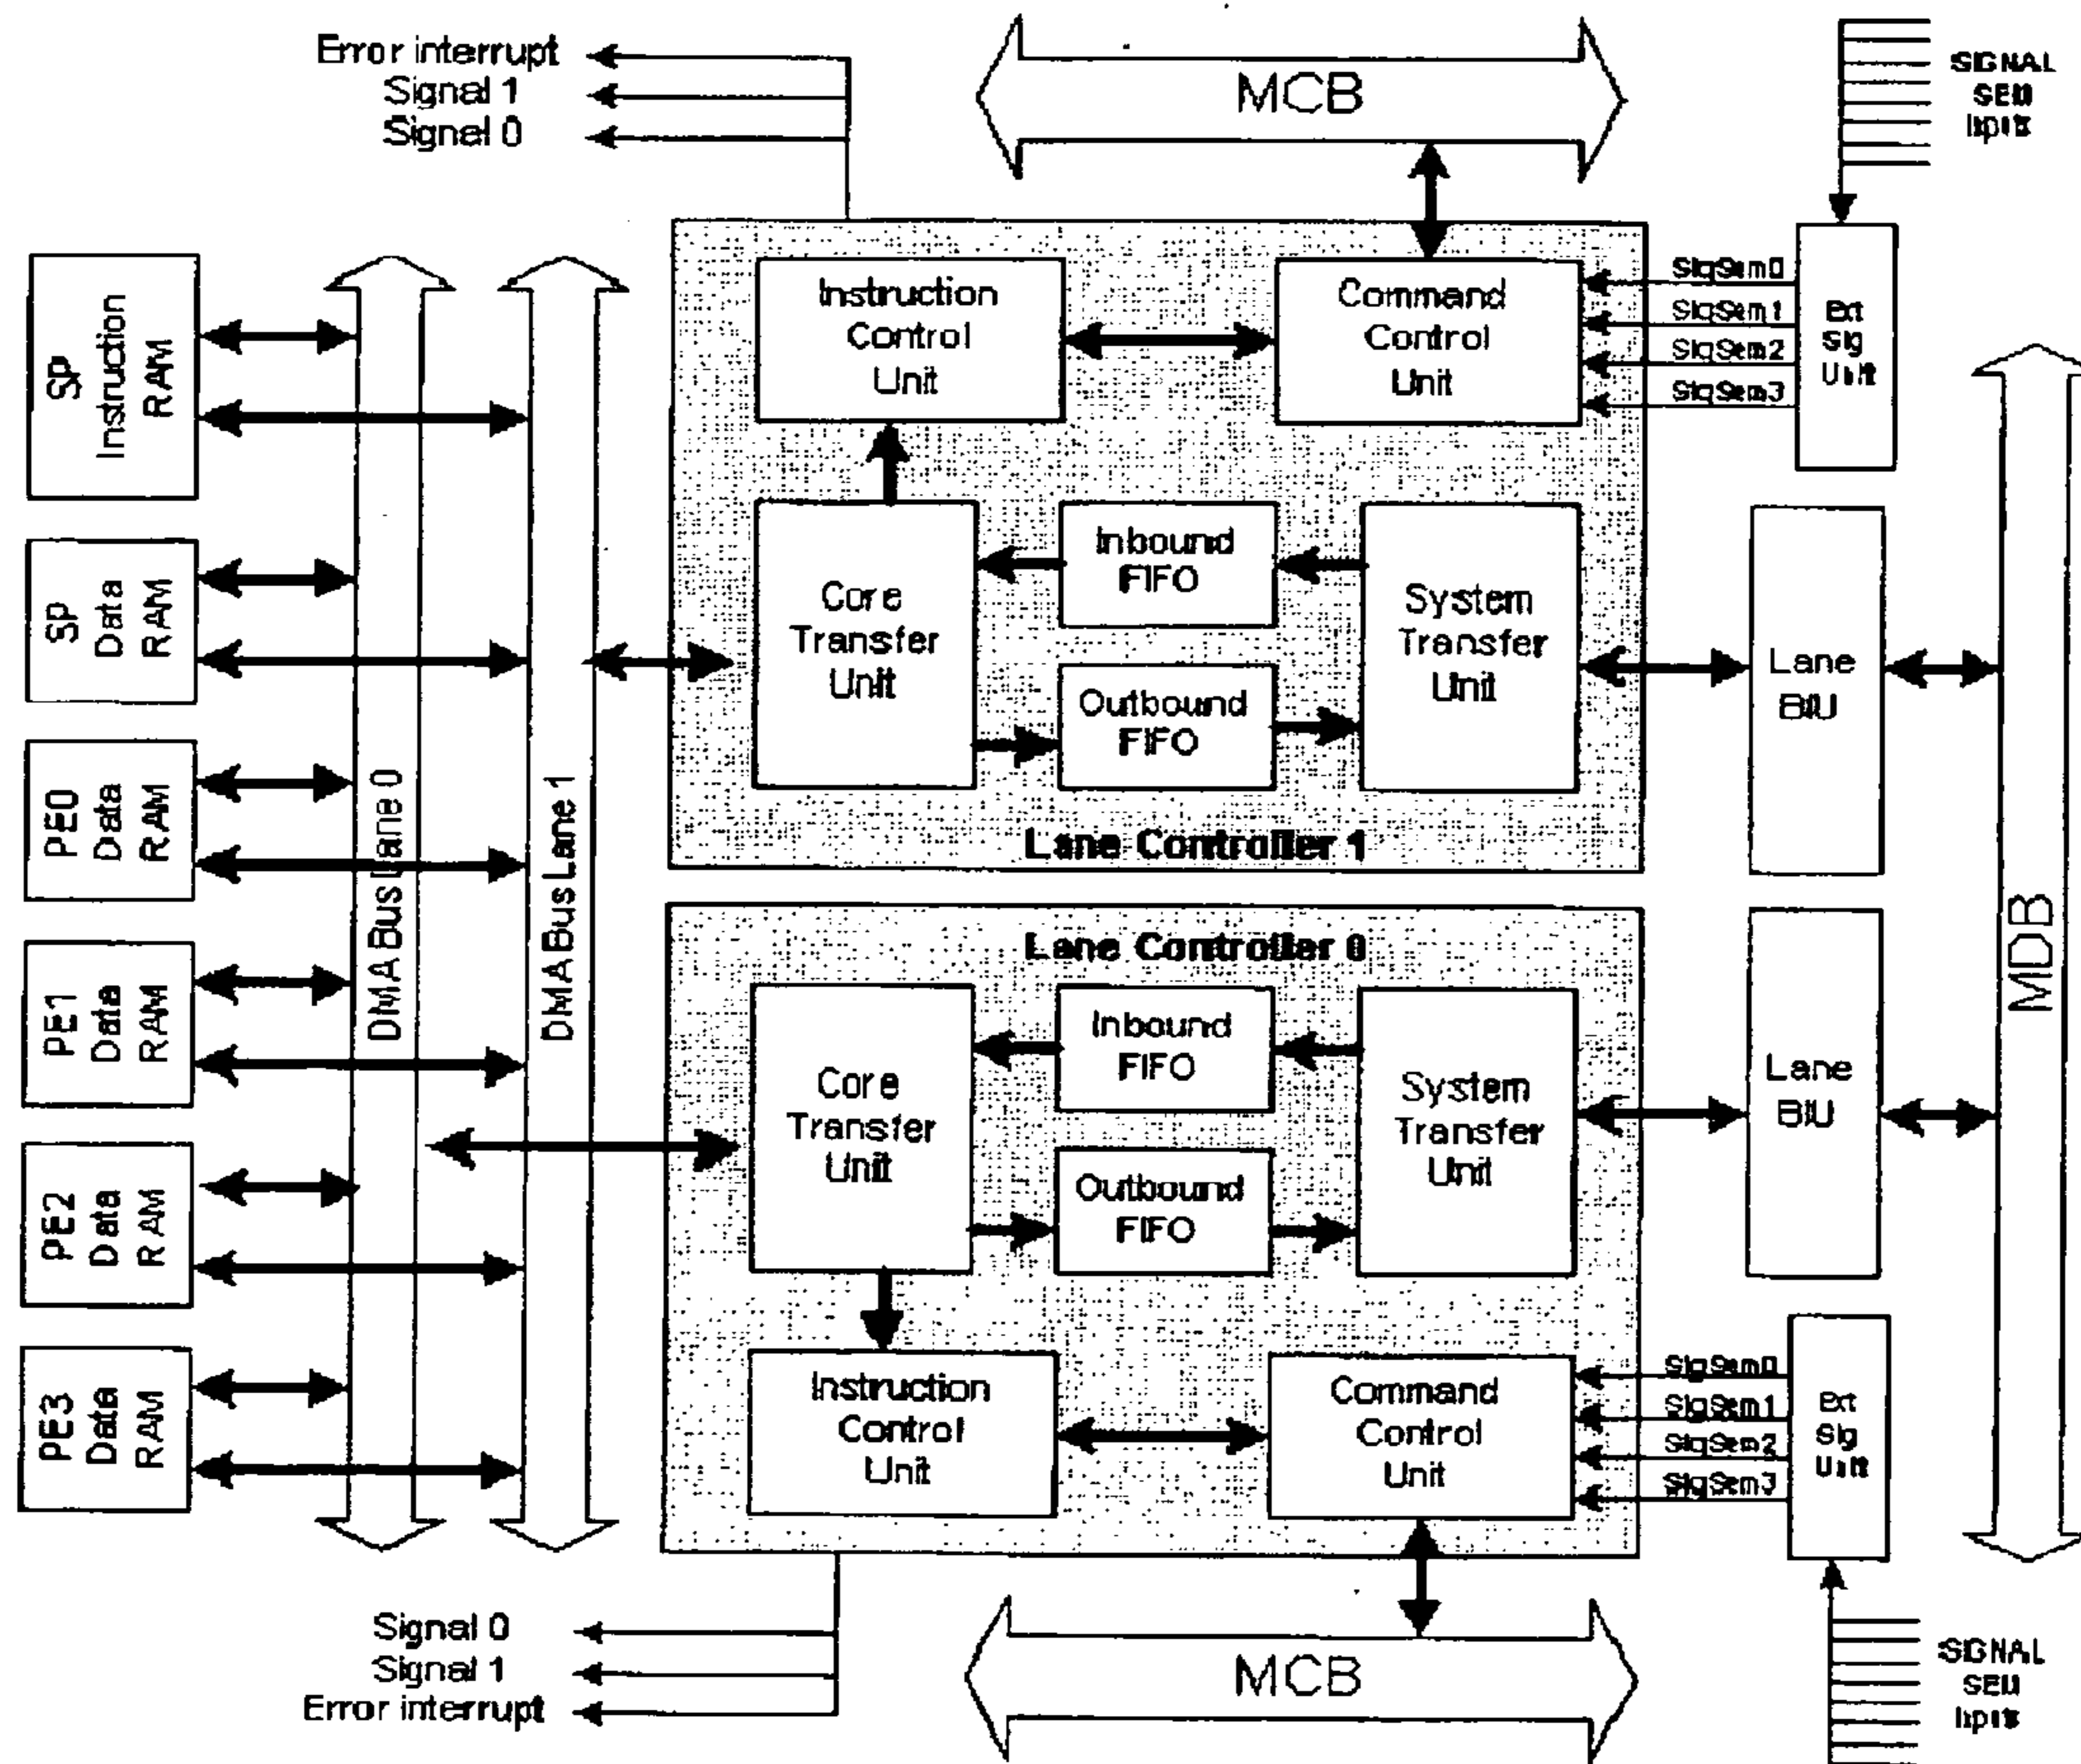 Error interrupt
Signal 1
Signal 0
MCB
SIGNAL
SEM
Inputs
SP
Instruction
RAM
SP
Data
RAM
PE0
Data
RAM
PE1
Data
RAM
PE2
Data
RAM
PE3
Data
RAM
DMA Bus Lane 0
DMA Bus Lane 1
Instruction
Control
Unit
Command
Control
Unit
SigSem0
SigSem1
SigSem2
SigSem3
Ext
Sig
Unit
Core
Transfer
Unit
Inbound
FIFO
Outbound
FIFO
System
Transfer
Unit
Lane
BIU
Lane Controller 1
Lane Controller 0
Core
Transfer
Unit
Inbound
FIFO
Outbound
FIFO
System
Transfer
Unit
Lane
BIU
MDB
Instruction
Control
Unit
Command
Control
Unit
SigSem0
SigSem1
SigSem2
SigSem3
Ext
Sig
Unit
Signal 0
Signal 1
Error interrupt
MCB
SIGNAL
SEM
Inputs